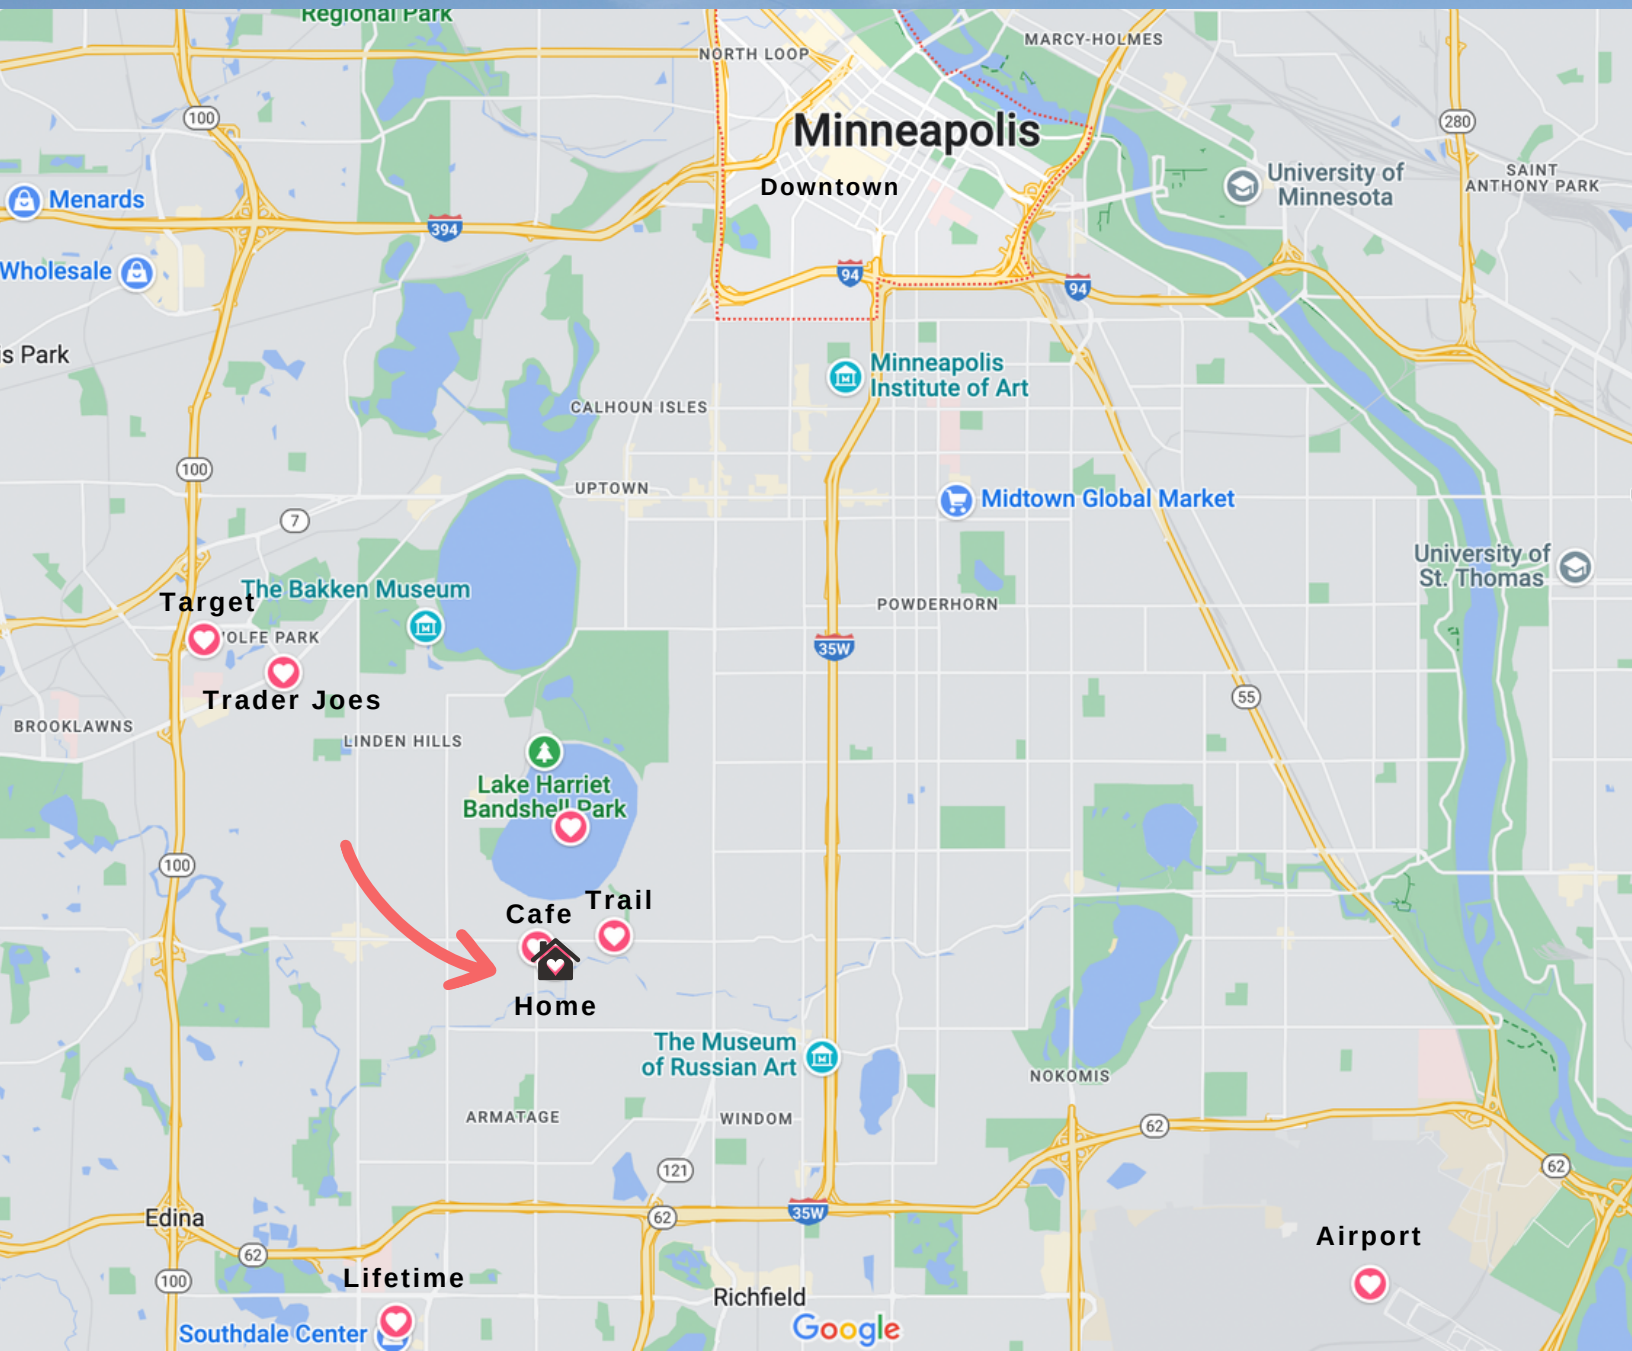 Regional Park
NORTH LOOP
MARCY-HOLMES
100
Minneapolis
280
Downtown
University of
Minnesota
SAINT
ANTHONY PARK
Menards
394
Wholesale
94
94
is Park
Minneapolis
Institute of Art
CALHOUN ISLES
100
UPTOWN
Midtown Global Market
7
University of
St. Thomas
The Bakken Museum
Target
POWDERHORN
WOLFE PARK
35W
Trader Joes
55
BROOKLAWNS
LINDEN HILLS
Lake Harriet
Bandshell Park
100
Trail
Cafe
Home
The Museum
of Russian Art
NOKOMIS
ARMATAGE
WINDOM
62
121
62
Edina
62
35W
62
Airport
100
Lifetime
Richfield
Southdale Center
Google